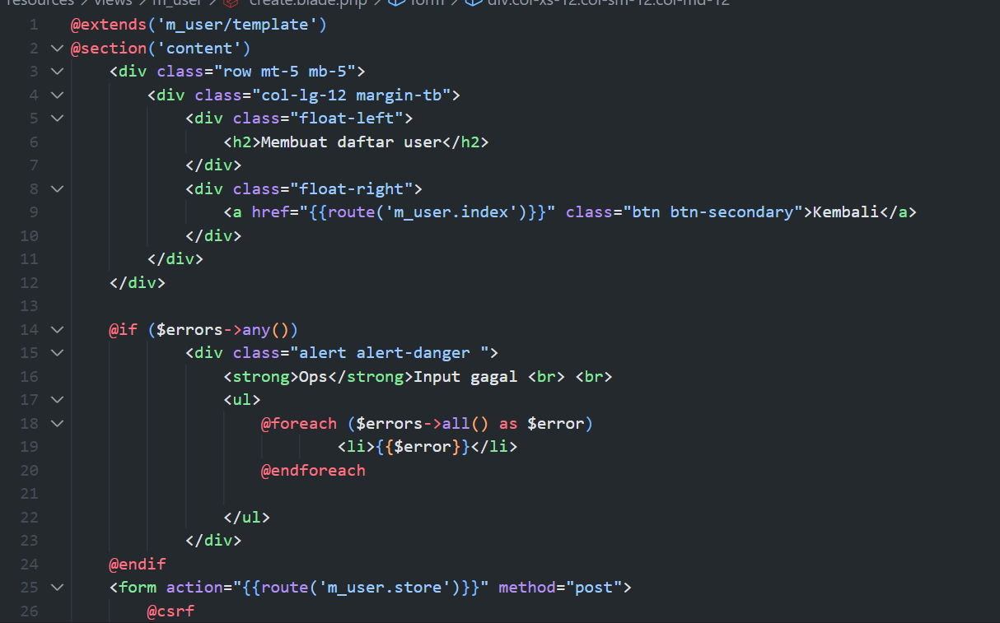 resources > views > m_user > create.blade.php > form > div.col-xs-12.col-sm-12.col-md-12
1 @extends('m_user/template')
2 @section('content')
3 <div class="row mt-5 mb-5">
4 <div class="col-lg-12 margin-tb">
5 <div class="float-left">
6 <h2>Membuat daftar user</h2>
7 </div>
8 <div class="float-right">
9 <a href="{{route('m_user.index')}}" class="btn btn-secondary">Kembali</a>
10 </div>
11 </div>
12 </div>
13
14 @if ($errors->any())
15 <div class="alert alert-danger ">
16 <strong>Ops</strong>Input gagal <br> <br>
17 <ul>
18 @foreach ($errors->all() as $error)
19 <li>{{$error}}</li>
20 @endforeach
21
22 </ul>
23 </div>
24 @endif
25 <form action="{{route('m_user.store')}}" method="post">
26 @csrf